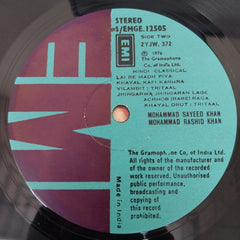 STEREO
S/EMGE.12505
SIDE TWO
2YJW. 372
EMI
℗ 1976
The Gramophone
Co. of India Ltd.
HINDI CLASSICAL
LAI RE MADH PIYA
KHAYAL KAFI KANHRA
VILAMBIT : TRITAAL
JHINGARWA JHINGARAN LAGE
ACHHOB (RARE) RAGA
KHAYAL DRUT : TRITAAL
MOHAMMAD SAYEED KHAN
MOHAMMAD RASHID KHAN
The Gramophone Co. of India Ltd.
All rights of the manufacturer
and of the owner of the
recorded work reserved.
Unauthorised
public performance,
broadcasting and
copying of this
record prohibited.
Made in India